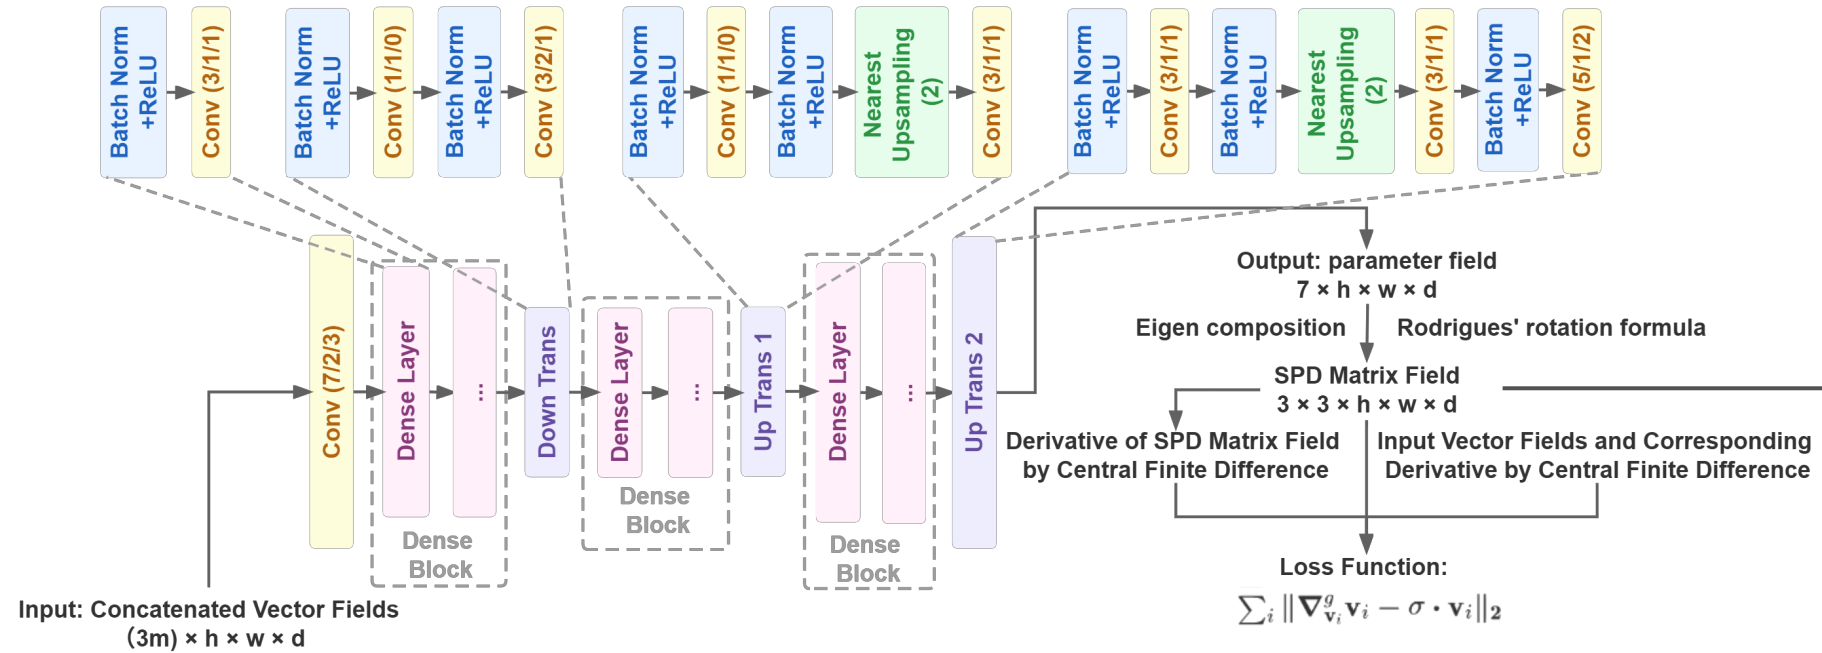 Batch Norm
+ReLU
Conv (3/1/1)
Batch Norm
+ReLU
Conv (1/1/0)
Batch Norm
+ReLU
Conv (3/2/1)
Batch Norm
+ReLU
Conv (1/1/0)
Batch Norm
+ReLU
Nearest
Upsampling
(2)
Conv (3/1/1)
Batch Norm
+ReLU
Conv (3/1/1)
Batch Norm
+ReLU
Nearest
Upsampling
(2)
Conv (3/1/1)
Batch Norm
+ReLU
Conv (5/1/2)
Conv (7/2/3)
Dense Layer
...
Dense
Block
Down Trans
Dense Layer
...
Dense
Block
Up Trans 1
Dense Layer
...
Dense
Block
Up Trans 2
Input: Concatenated Vector Fields
(3m) × h × w × d
Output: parameter field
7 × h × w × d
Eigen composition
Rodrigues' rotation formula
SPD Matrix Field
3 × 3 × h × w × d
Derivative of SPD Matrix Field
by Central Finite Difference
Input Vector Fields and Corresponding
Derivative by Central Finite Difference
Loss Function:
∑ᵢ ‖∇^g_{vᵢ} vᵢ − σ · vᵢ‖₂